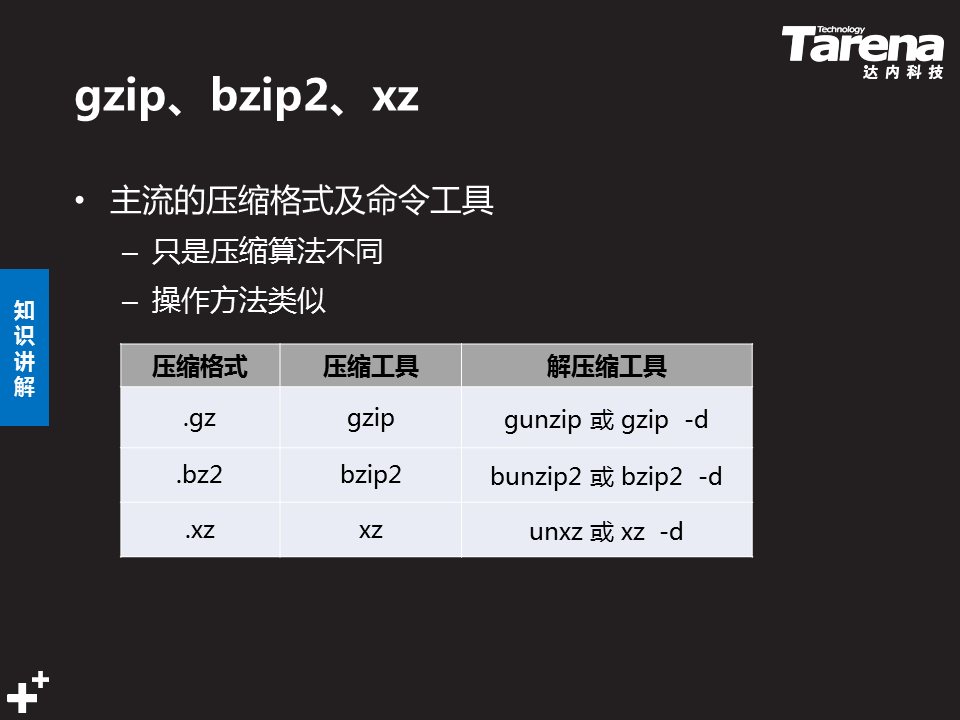 Technology
Tarena
达内科技
gzip、bzip2、xz
• 主流的压缩格式及命令工具
– 只是压缩算法不同
– 操作方法类似
知识讲解
压缩格式 压缩工具 解压缩工具
.gz gzip gunzip 或 gzip -d
.bz2 bzip2 bunzip2 或 bzip2 -d
.xz xz unxz 或 xz -d